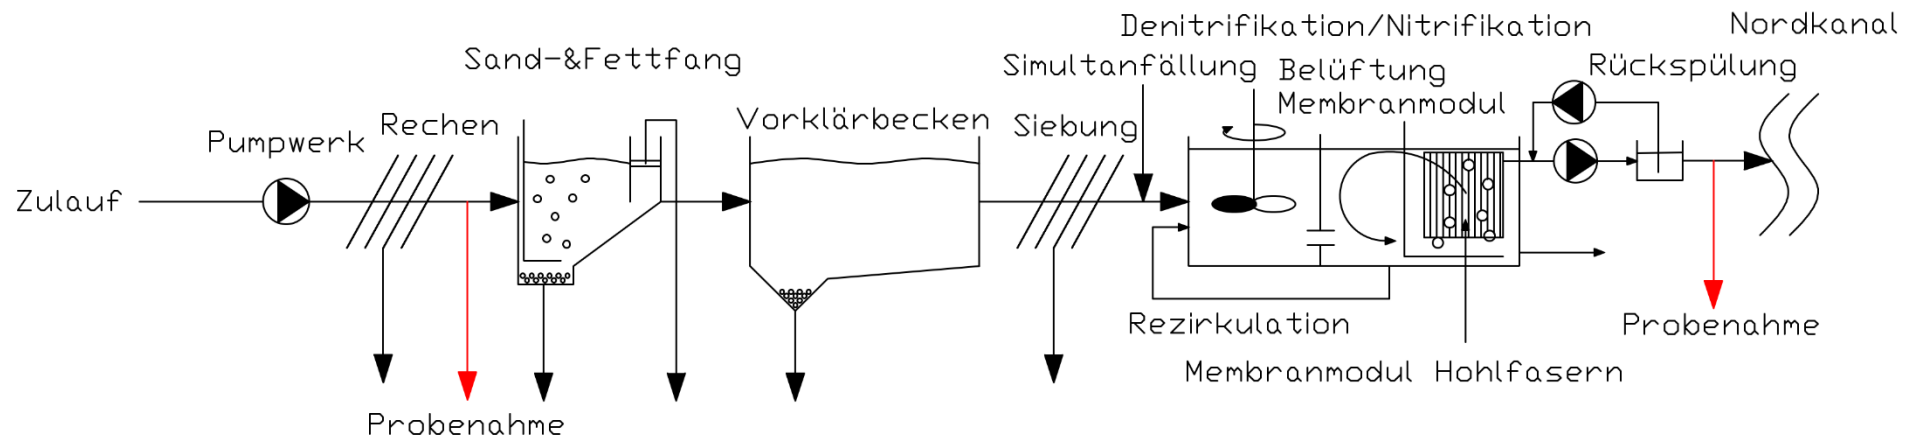 Zulauf
Pumpwerk
Rechen
Probenahme
Sand-&Fettfang
Vorklärbecken
Siebung
Simultanfällung
Denitrifikation/Nitrifikation
Belüftung
Membranmodul
Rezirkulation
Membranmodul Hohlfasern
Rückspülung
Nordkanal
Probenahme